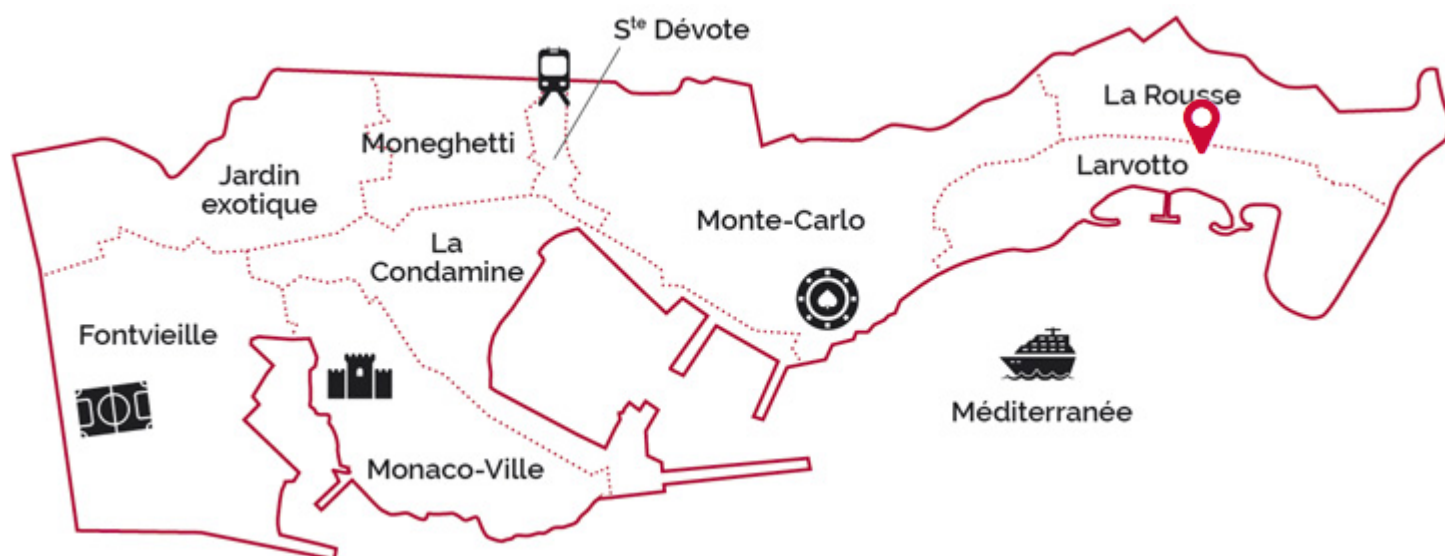 Sᵗᵉ Dévote
La Rousse
Moneghetti
Larvotto
Jardin
exotique
Monte-Carlo
La
Condamine
Fontvieille
Méditerranée
Monaco-Ville